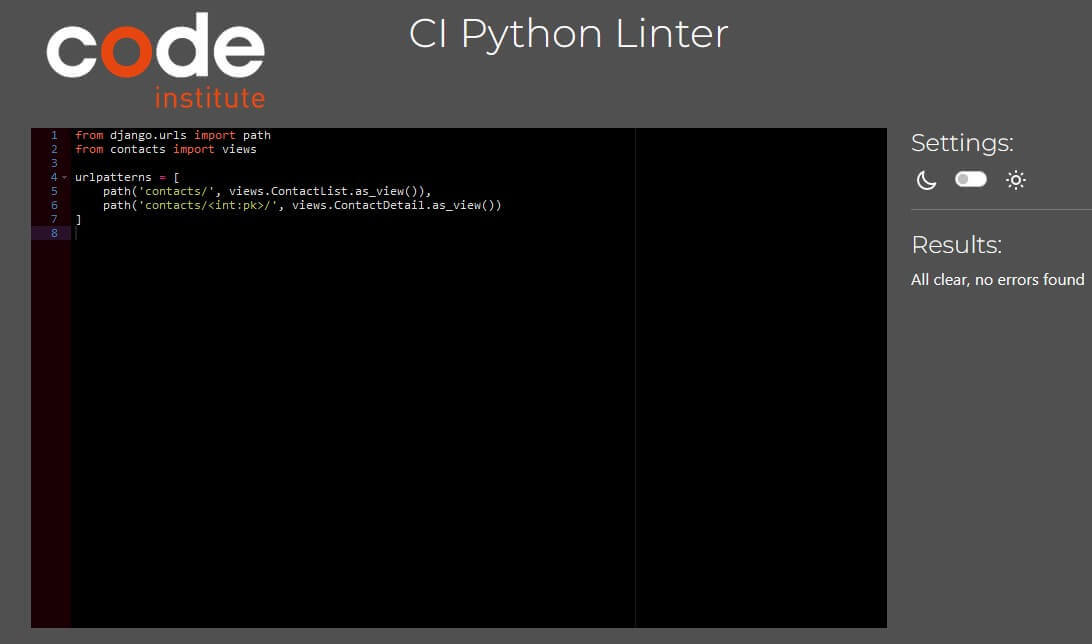 code
institute
CI Python Linter
1 from django.urls import path
2 from contacts import views
3
4 urlpatterns = [
5     path('contacts/', views.ContactList.as_view()),
6     path('contacts/<int:pk>/', views.ContactDetail.as_view())
7 ]
8
Settings:
Results:
All clear, no errors found